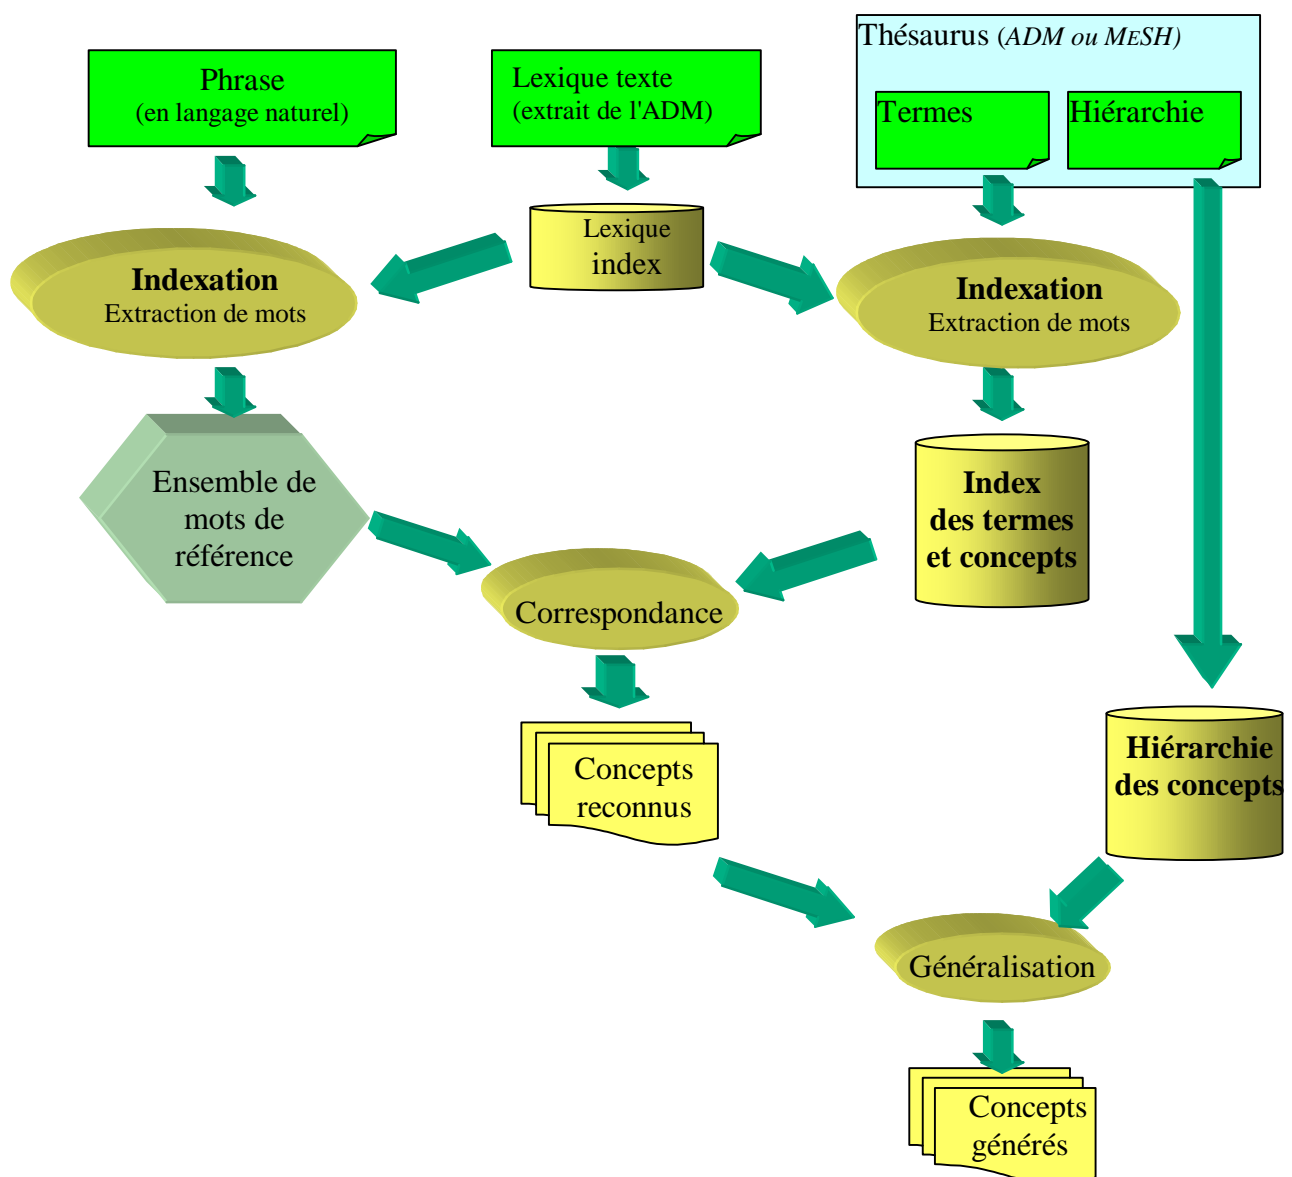 Thésaurus (ADM ou MESH)
Phrase
(en langage naturel)
Lexique texte
(extrait de l'ADM)
Termes
Hiérarchie
Lexique
index
Indexation
Extraction de mots
Indexation
Extraction de mots
Ensemble de
mots de
référence
Index
des termes
et concepts
Correspondance
Concepts
reconnus
Hiérarchie
des concepts
Généralisation
Concepts
générés